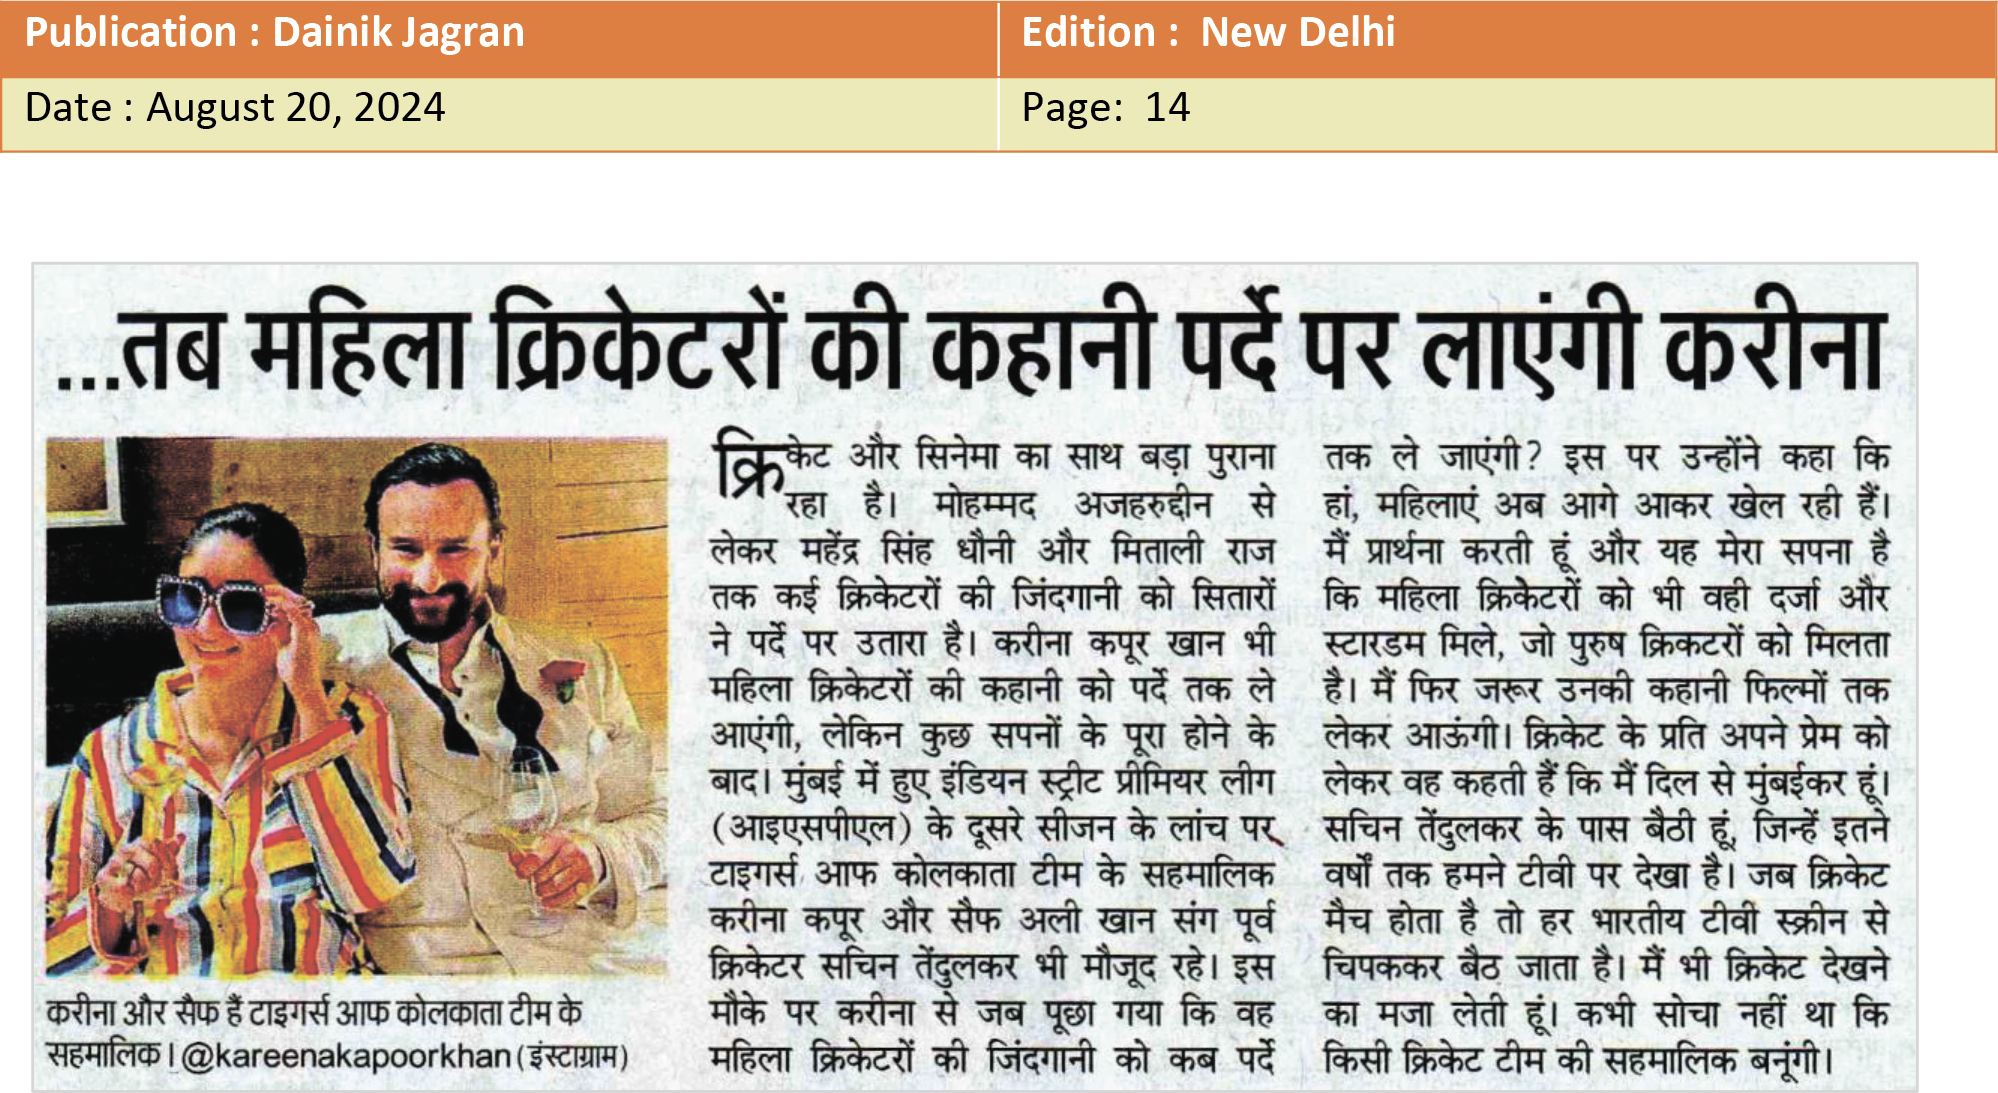 Publication : Dainik Jagran
Edition : New Delhi
Date : August 20, 2024
Page: 14
...तब महिला क्रिकेटरों की कहानी पर्दे पर लाएंगी करीना
करीना और सैफ हैं टाइगर्स आफ कोलकाता टीम के
सहमालिक। @kareenakapoorkhan (इंस्टाग्राम)
क्रिकेट और सिनेमा का साथ बड़ा पुराना
रहा है। मोहम्मद अजहरुद्दीन से
लेकर महेंद्र सिंह धौनी और मिताली राज
तक कई क्रिकेटरों की जिंदगानी को सितारों
ने पर्दे पर उतारा है। करीना कपूर खान भी
महिला क्रिकेटरों की कहानी को पर्दे तक ले
आएंगी, लेकिन कुछ सपनों के पूरा होने के
बाद। मुंबई में हुए इंडियन स्ट्रीट प्रीमियर लीग
(आइएसपीएल) के दूसरे सीजन के लांच पर
टाइगर्स आफ कोलकाता टीम के सहमालिक
करीना कपूर और सैफ अली खान संग पूर्व
क्रिकेटर सचिन तेंदुलकर भी मौजूद रहे। इस
मौके पर करीना से जब पूछा गया कि वह
महिला क्रिकेटरों की जिंदगानी को कब पर्दे
तक ले जाएंगी? इस पर उन्होंने कहा कि
हां, महिलाएं अब आगे आकर खेल रही हैं।
मैं प्रार्थना करती हूं और यह मेरा सपना है
कि महिला क्रिकेटरों को भी वही दर्जा और
स्टारडम मिले, जो पुरुष क्रिकटरों को मिलता
है। मैं फिर जरूर उनकी कहानी फिल्मों तक
लेकर आऊंगी। क्रिकेट के प्रति अपने प्रेम को
लेकर वह कहती हैं कि मैं दिल से मुंबईकर हूं।
सचिन तेंदुलकर के पास बैठी हूं, जिन्हें इतने
वर्षों तक हमने टीवी पर देखा है। जब क्रिकेट
मैच होता है तो हर भारतीय टीवी स्क्रीन से
चिपककर बैठ जाता है। मैं भी क्रिकेट देखने
का मजा लेती हूं। कभी सोचा नहीं था कि
किसी क्रिकेट टीम की सहमालिक बनूंगी।